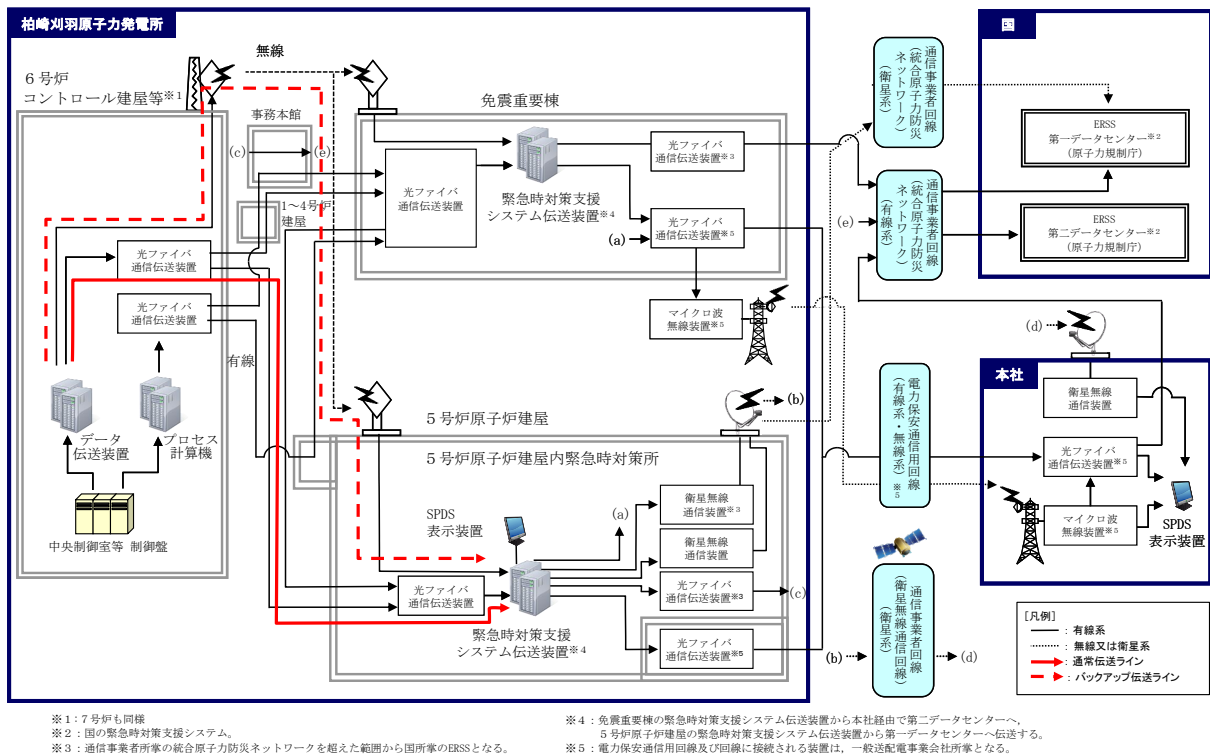 柏崎刈羽原子力発電所
国
無線
6号炉
コントロール建屋等※1
事務本館
(c)
(e)
1～4号炉
建屋
免震重要棟
光ファイバ
通信伝送装置
緊急時対策支援
システム伝送装置※4
光ファイバ
通信伝送装置※3
光ファイバ
通信伝送装置※5
(a)
マイクロ波
無線装置※5
通信事業者回線
(統合原子力防災
ネットワーク)
(衛星系)
通信事業者回線
(統合原子力防災
ネットワーク)
(有線系)
(e)
ERSS
第一データセンター※2
(原子力規制庁)
ERSS
第二データセンター※2
(原子力規制庁)
光ファイバ
通信伝送装置
光ファイバ
通信伝送装置
有線
データ
伝送装置
プロセス
計算機
中央制御室等 制御盤
5号炉原子炉建屋
5号炉原子炉建屋内緊急時対策所
(b)
SPDS
表示装置
(a)
衛星無線
通信装置※3
衛星無線
通信装置
光ファイバ
通信伝送装置※3
(c)
光ファイバ
通信伝送装置※5
光ファイバ
通信伝送装置
緊急時対策支援
システム伝送装置※4
電力保安通信用回線
(有線系・無線系)※5
通信事業者回線
(衛星無線通信回線)
(衛星系)
(b)
(d)
(d)
本社
衛星無線
通信装置
光ファイバ
通信伝送装置※5
マイクロ波
無線装置※5
SPDS
表示装置
[凡例]
：有線系
：無線又は衛星系
：通常伝送ライン
：バックアップ伝送ライン
※1：7号炉も同様
※2：国の緊急時対策支援システム。
※3：通信事業者所掌の統合原子力防災ネットワークを超えた範囲から国所掌のERSSとなる。
※4：免震重要棟の緊急時対策支援システム伝送装置から本社経由で第二データセンターへ，
5号炉原子炉建屋の緊急時対策支援システム伝送装置から第一データセンターへ伝送する。
※5：電力保安通信用回線及び回線に接続される装置は，一般送配電事業会社所掌となる。